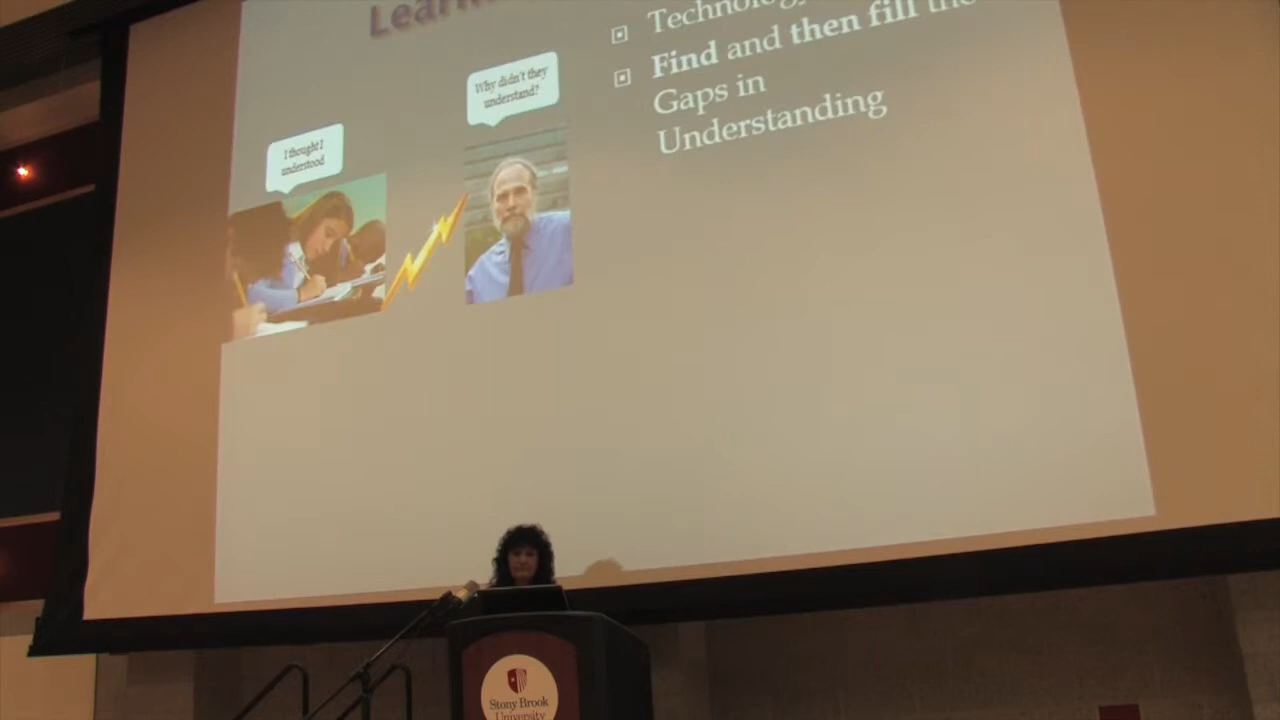 Technology
Find and then fill the
Gaps in
Understanding
Why didn't they
understand?
I thought I
understood
Stony Brook
University